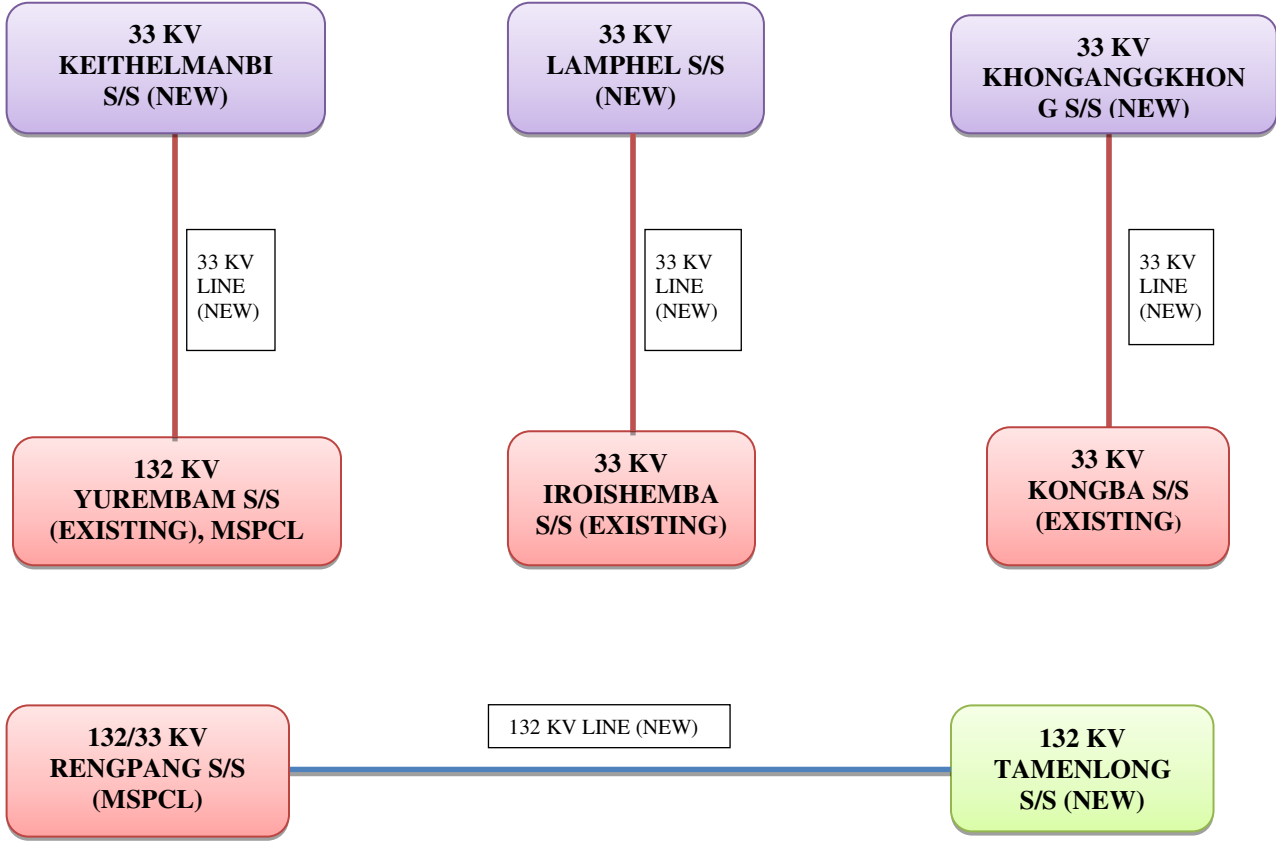 33 KV
KEITHELMANBI
S/S (NEW)
33 KV
LAMPHEL S/S
(NEW)
33 KV
KHONGANGGKHON
G S/S (NEW)
33 KV
LINE
(NEW)
33 KV
LINE
(NEW)
33 KV
LINE
(NEW)
132 KV
YUREMBAM S/S
(EXISTING), MSPCL
33 KV
IROISHEMBA
S/S (EXISTING)
33 KV
KONGBA S/S
(EXISTING)
132/33 KV
RENGPANG S/S
(MSPCL)
132 KV LINE (NEW)
132 KV
TAMENLONG
S/S (NEW)